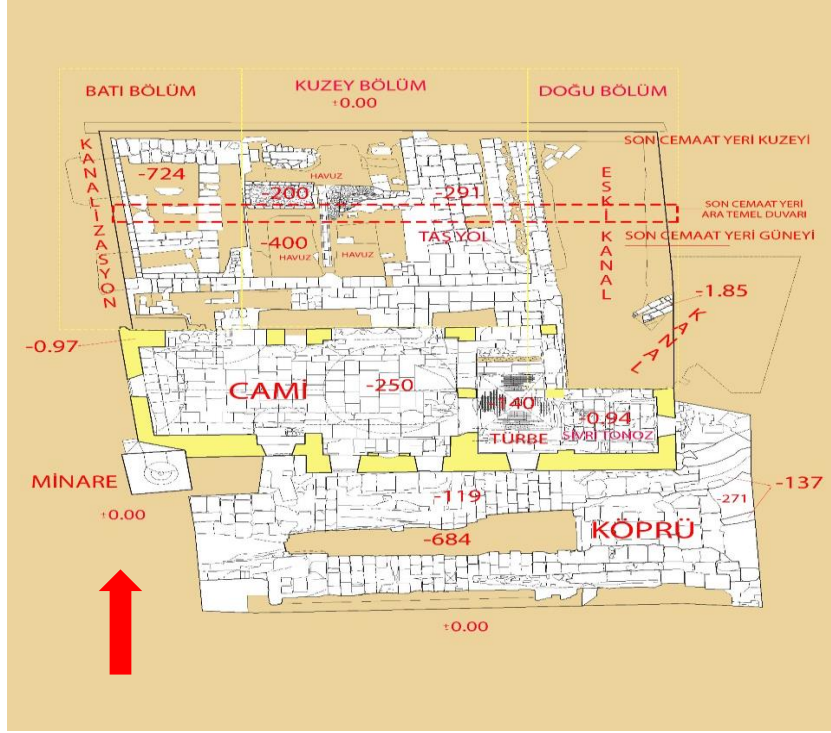 BATI BÖLÜM
KUZEY BÖLÜM
±0.00
DOĞU BÖLÜM
KANALİZASYON
-724
HAVUZ
-200
-291
-400
HAVUZ
HAVUZ
TAŞ YOL
ESKİ KANAL
SON CEMAAT YERİ KUZEYİ
SON CEMAAT YERİ
ARA TEMEL DUVARI
SON CEMAAT YERİ GÜNEYİ
-1.85
KANAL
-0.97
CAMİ
-250
-140
-0.94
TÜRBE
SİVRİ TONOZ
MİNARE
±0.00
-119
-271
-137
-684
KÖPRÜ
±0.00